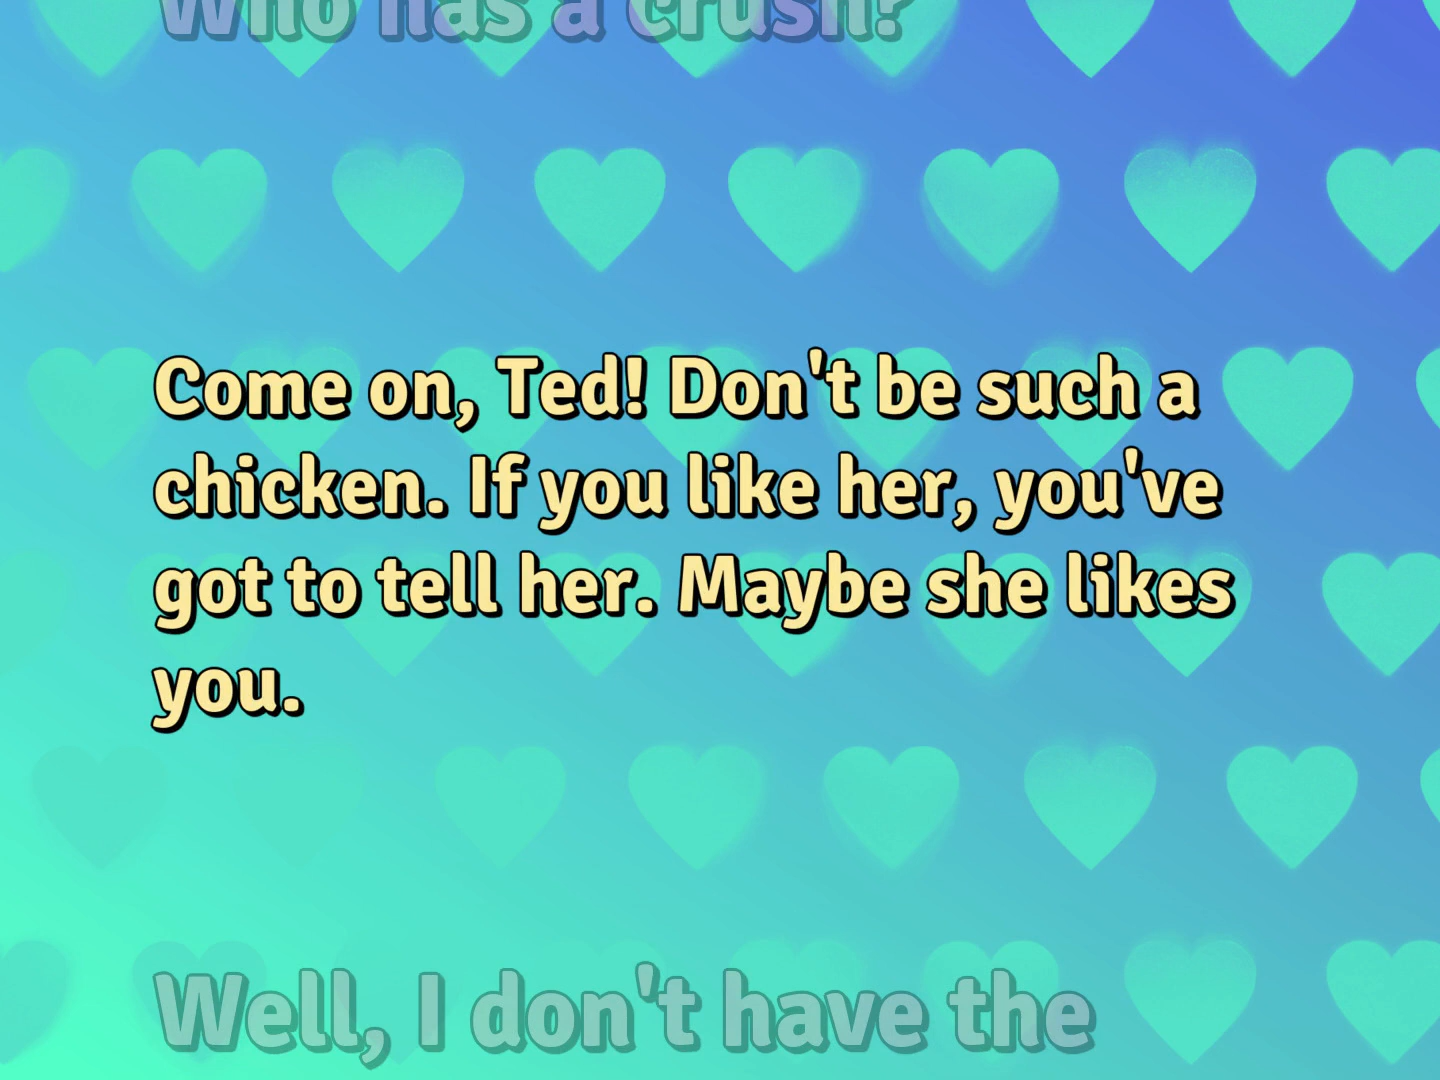 Who has a crush?
Come on, Ted! Don't be such a
chicken. If you like her, you've
got to tell her. Maybe she likes
you.
Well, I don't have the